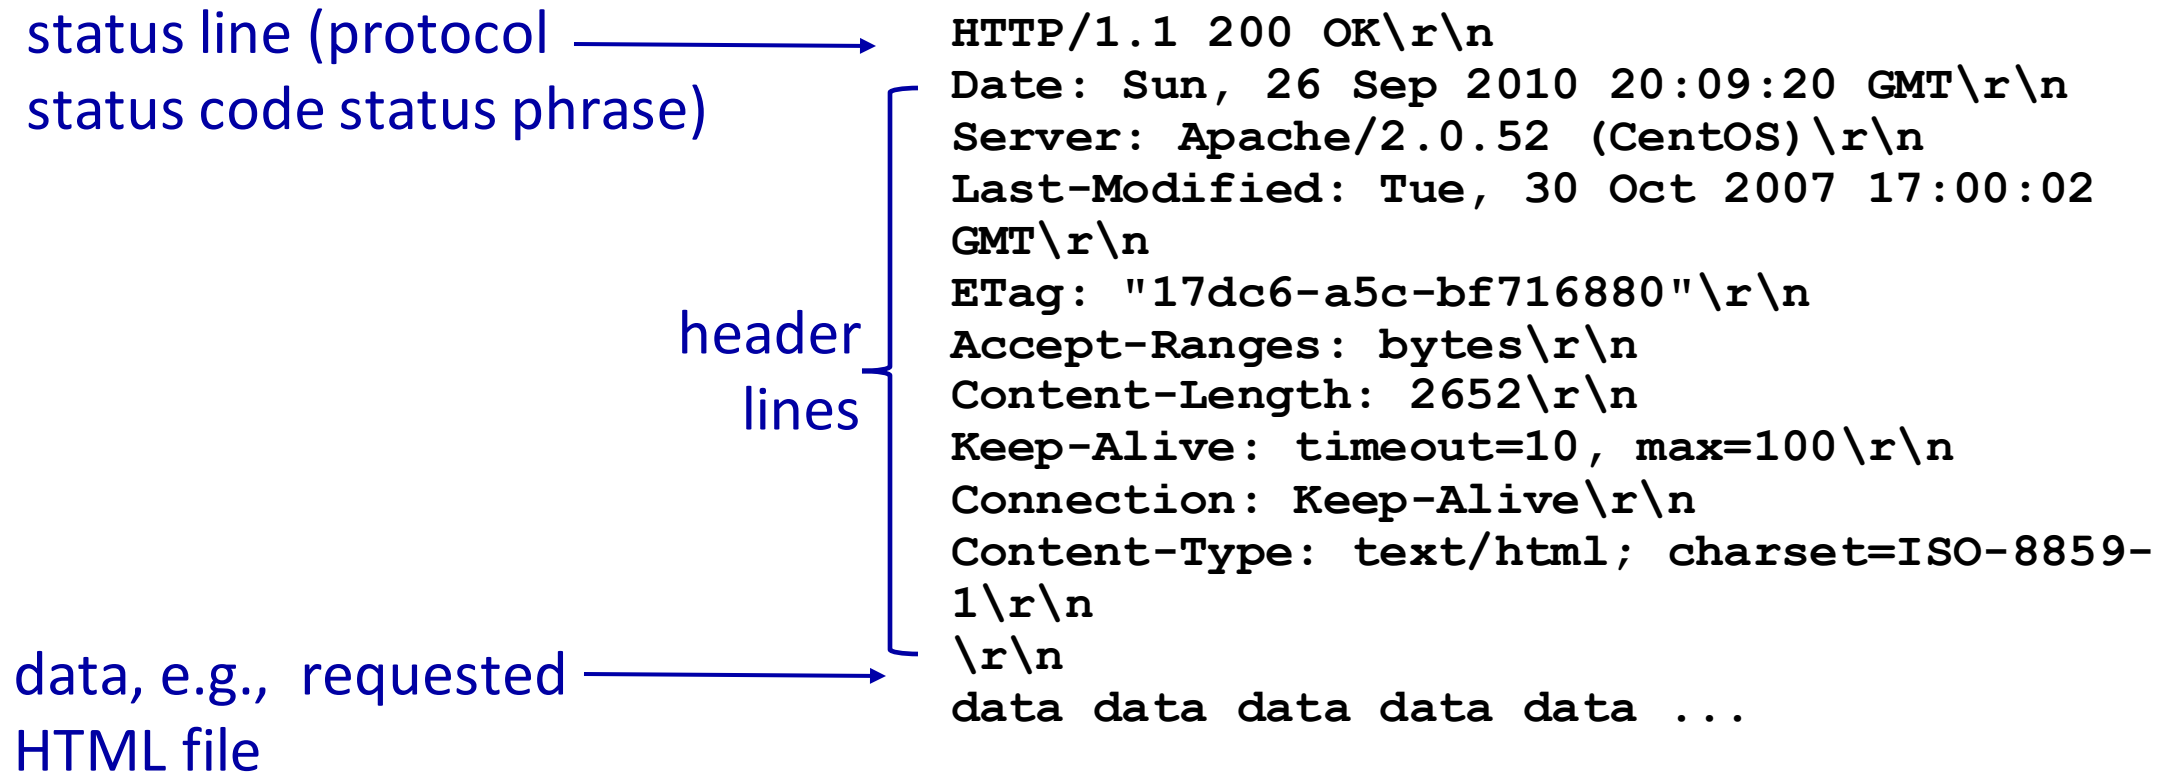 status line (protocol
status code status phrase)
HTTP/1.1 200 OK\r\n
Date: Sun, 26 Sep 2010 20:09:20 GMT\r\n
Server: Apache/2.0.52 (CentOS)\r\n
Last-Modified: Tue, 30 Oct 2007 17:00:02
GMT\r\n
ETag: "17dc6-a5c-bf716880"\r\n
Accept-Ranges: bytes\r\n
Content-Length: 2652\r\n
Keep-Alive: timeout=10, max=100\r\n
Connection: Keep-Alive\r\n
Content-Type: text/html; charset=ISO-8859-
1\r\n
\r\n
data data data data data ...
header
lines
data, e.g., requested
HTML file